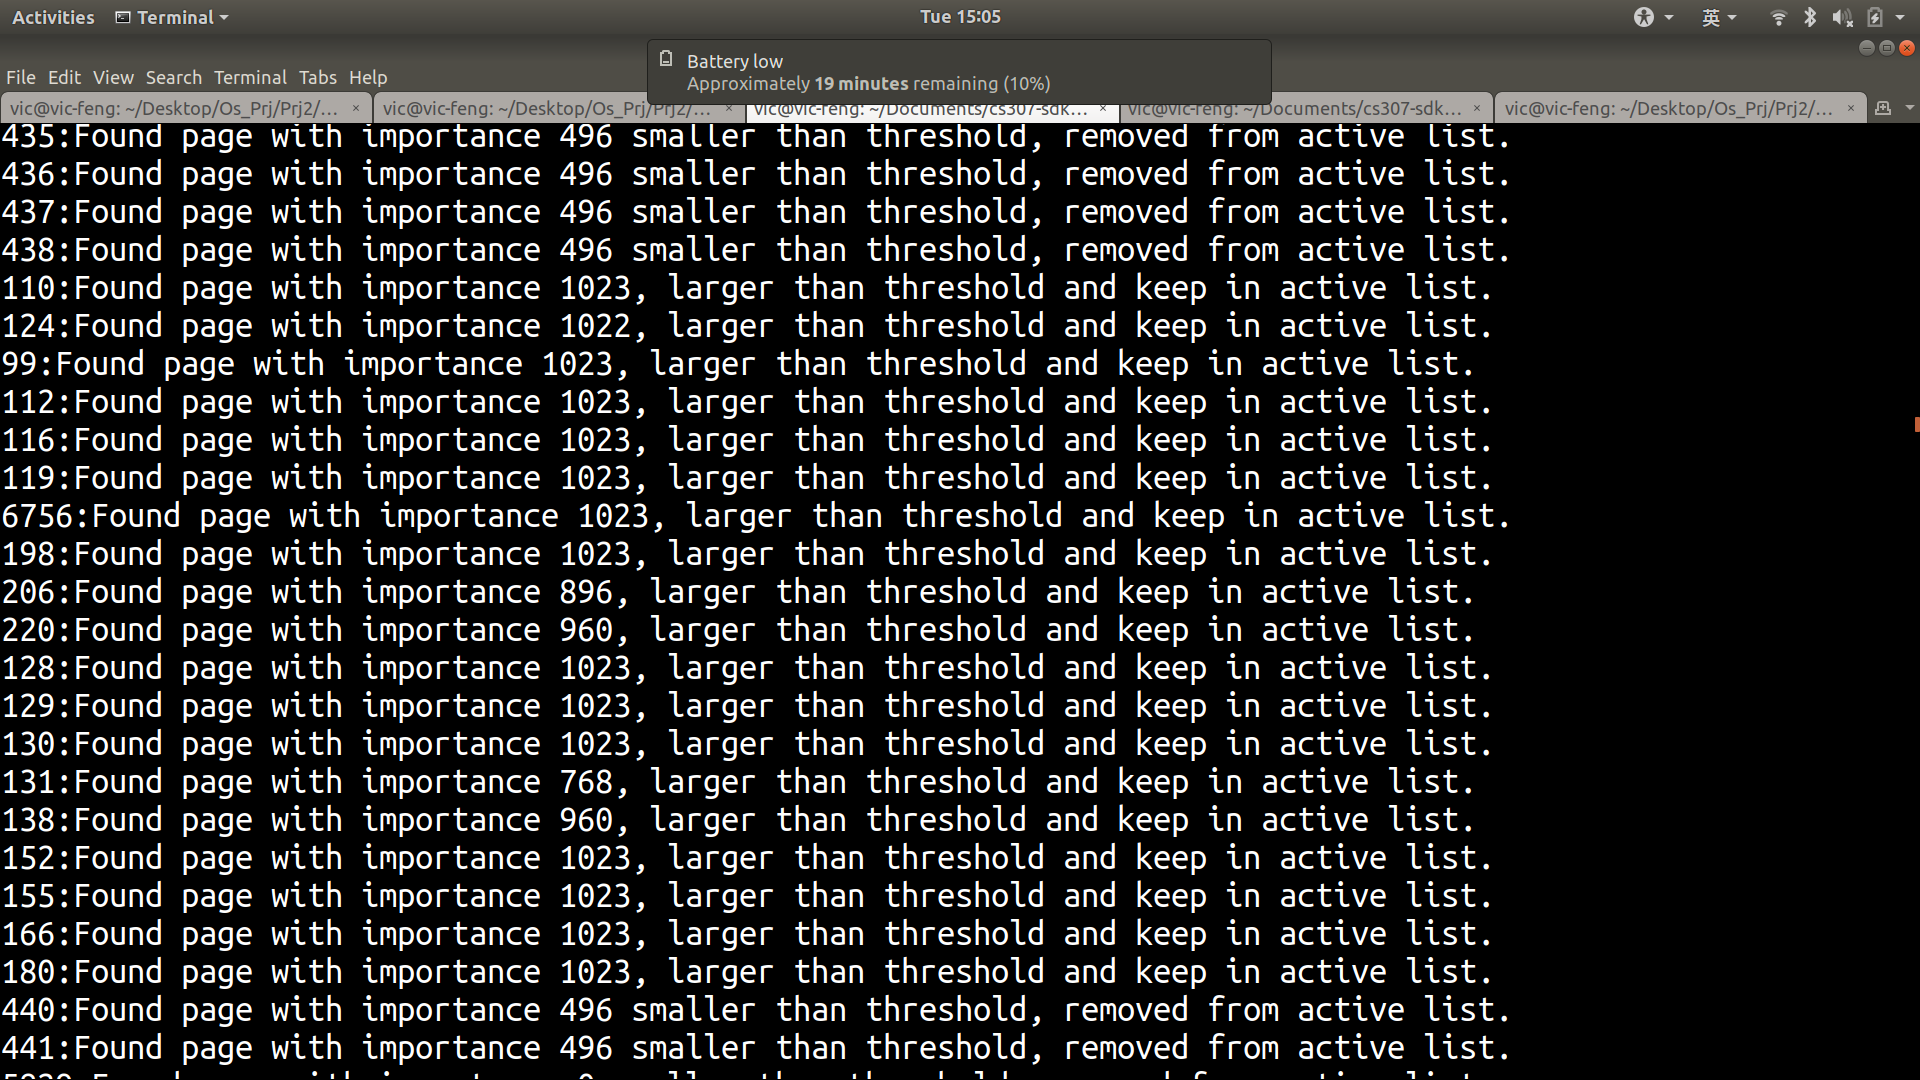 Activities Terminal Tue 15:05 英
Battery low
Approximately 19 minutes remaining (10%)
File Edit View Search Terminal Tabs Help
vic@vic-feng: ~/Desktop/Os_Prj/Prj2/... × vic@vic-feng: ~/Desktop/Os_Prj/Prj2/... × vic@vic-feng: ~/Documents/cs307-sdk... × vic@vic-feng: ~/Documents/cs307-sdk... × vic@vic-feng: ~/Desktop/Os_Prj/Prj2/... ×
435:Found page with importance 496 smaller than threshold, removed from active list.
436:Found page with importance 496 smaller than threshold, removed from active list.
437:Found page with importance 496 smaller than threshold, removed from active list.
438:Found page with importance 496 smaller than threshold, removed from active list.
110:Found page with importance 1023, larger than threshold and keep in active list.
124:Found page with importance 1022, larger than threshold and keep in active list.
99:Found page with importance 1023, larger than threshold and keep in active list.
112:Found page with importance 1023, larger than threshold and keep in active list.
116:Found page with importance 1023, larger than threshold and keep in active list.
119:Found page with importance 1023, larger than threshold and keep in active list.
6756:Found page with importance 1023, larger than threshold and keep in active list.
198:Found page with importance 1023, larger than threshold and keep in active list.
206:Found page with importance 896, larger than threshold and keep in active list.
220:Found page with importance 960, larger than threshold and keep in active list.
128:Found page with importance 1023, larger than threshold and keep in active list.
129:Found page with importance 1023, larger than threshold and keep in active list.
130:Found page with importance 1023, larger than threshold and keep in active list.
131:Found page with importance 768, larger than threshold and keep in active list.
138:Found page with importance 960, larger than threshold and keep in active list.
152:Found page with importance 1023, larger than threshold and keep in active list.
155:Found page with importance 1023, larger than threshold and keep in active list.
166:Found page with importance 1023, larger than threshold and keep in active list.
180:Found page with importance 1023, larger than threshold and keep in active list.
440:Found page with importance 496 smaller than threshold, removed from active list.
441:Found page with importance 496 smaller than threshold, removed from active list.